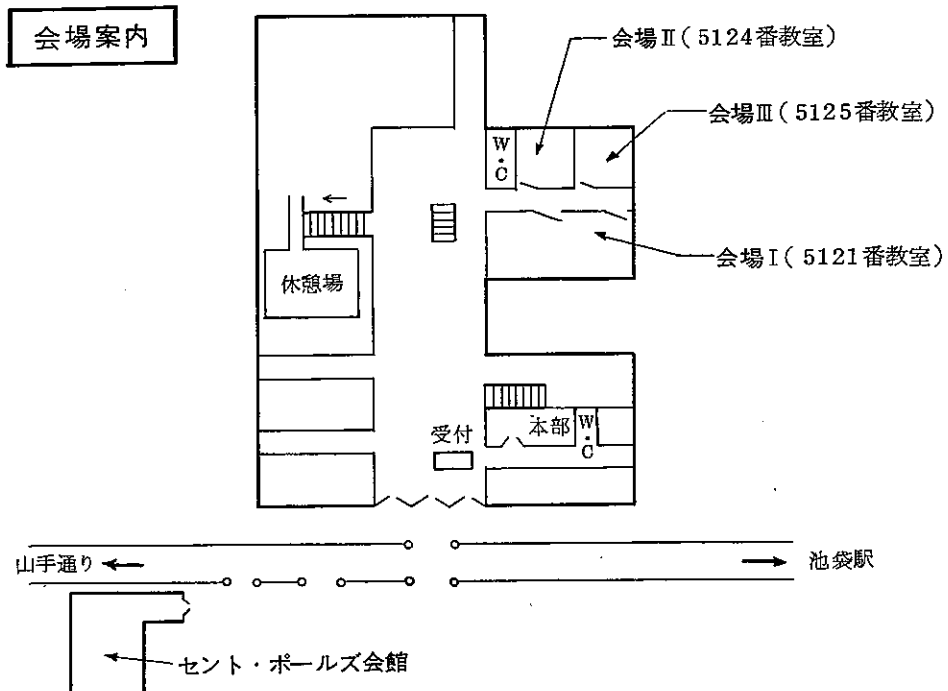 会場案内
会場Ⅱ(5124番教室)
会場Ⅲ(5125番教室)
W・C
会場Ⅰ(5121番教室)
休憩場
受付
本部
W・C
山手通り
池袋駅
セント・ポールズ会館